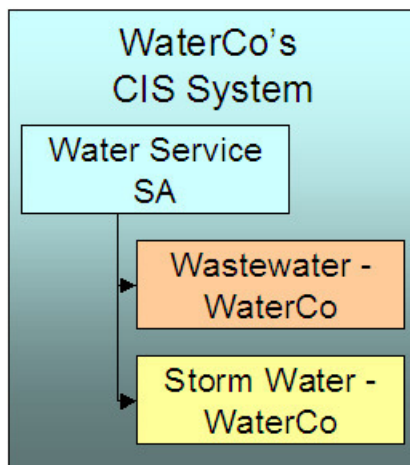 WaterCo's
CIS System
Water Service
SA
Wastewater -
WaterCo
Storm Water -
WaterCo